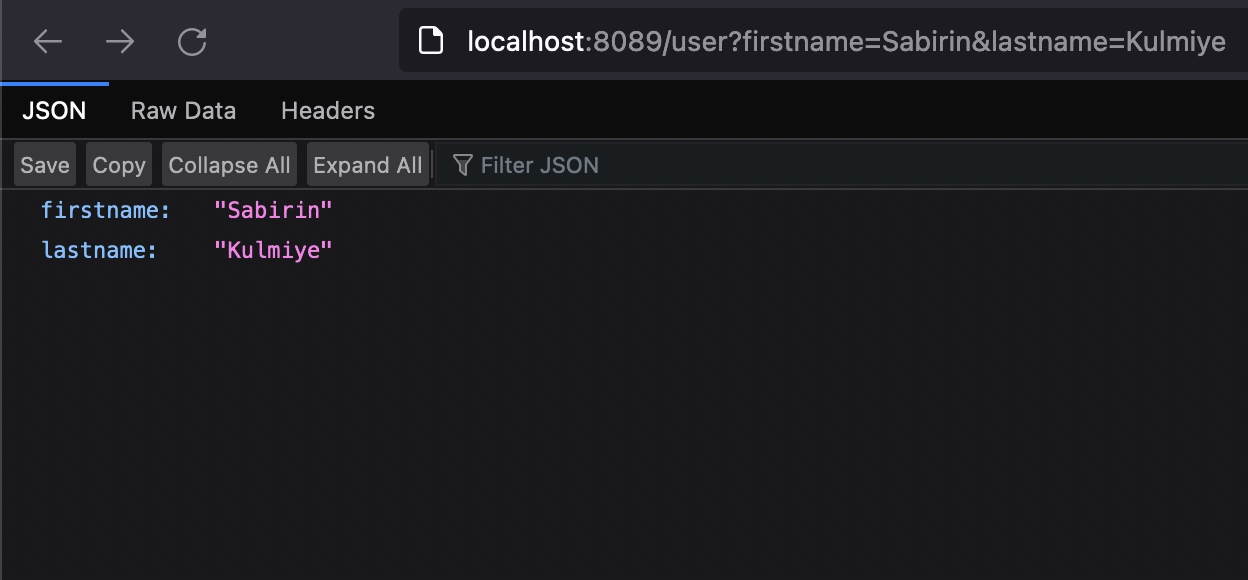 localhost:8089/user?firstname=Sabirin&lastname=Kulmiye
JSON Raw Data Headers
Save Copy Collapse All Expand All Filter JSON
firstname: "Sabirin"
lastname: "Kulmiye"